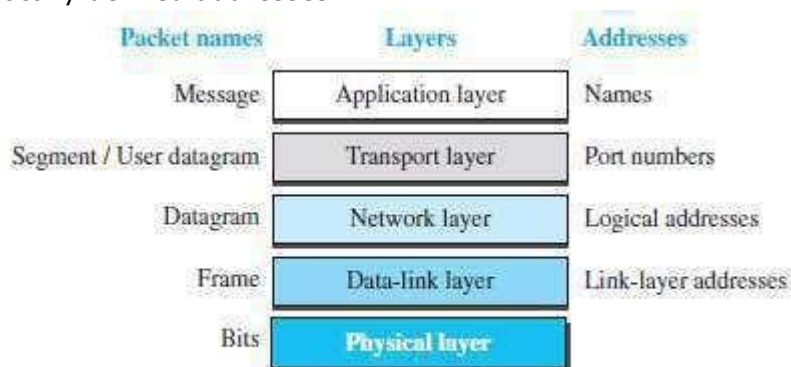 Packet names Layers Addresses
Message Application layer Names
Segment / User datagram Transport layer Port numbers
Datagram Network layer Logical addresses
Frame Data-link layer Link-layer addresses
Bits Physical layer